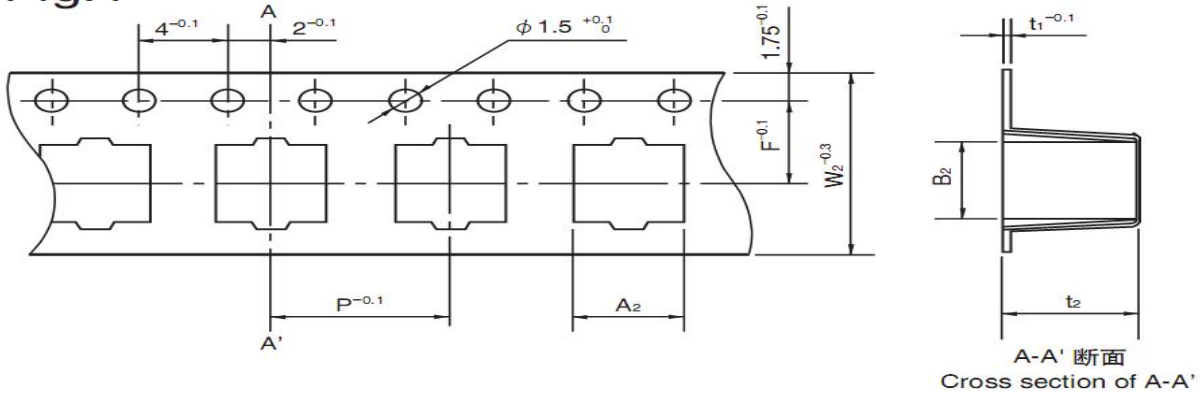 A
4⁻⁰·¹
2⁻⁰·¹
φ 1.5 +0.1 0
1.75⁻⁰·¹
t₁⁻⁰·¹
F⁻⁰·¹
W₂⁻⁰·³
B₂
P⁻⁰·¹
A₂
t₂
A'
A-A' 断面
Cross section of A-A'